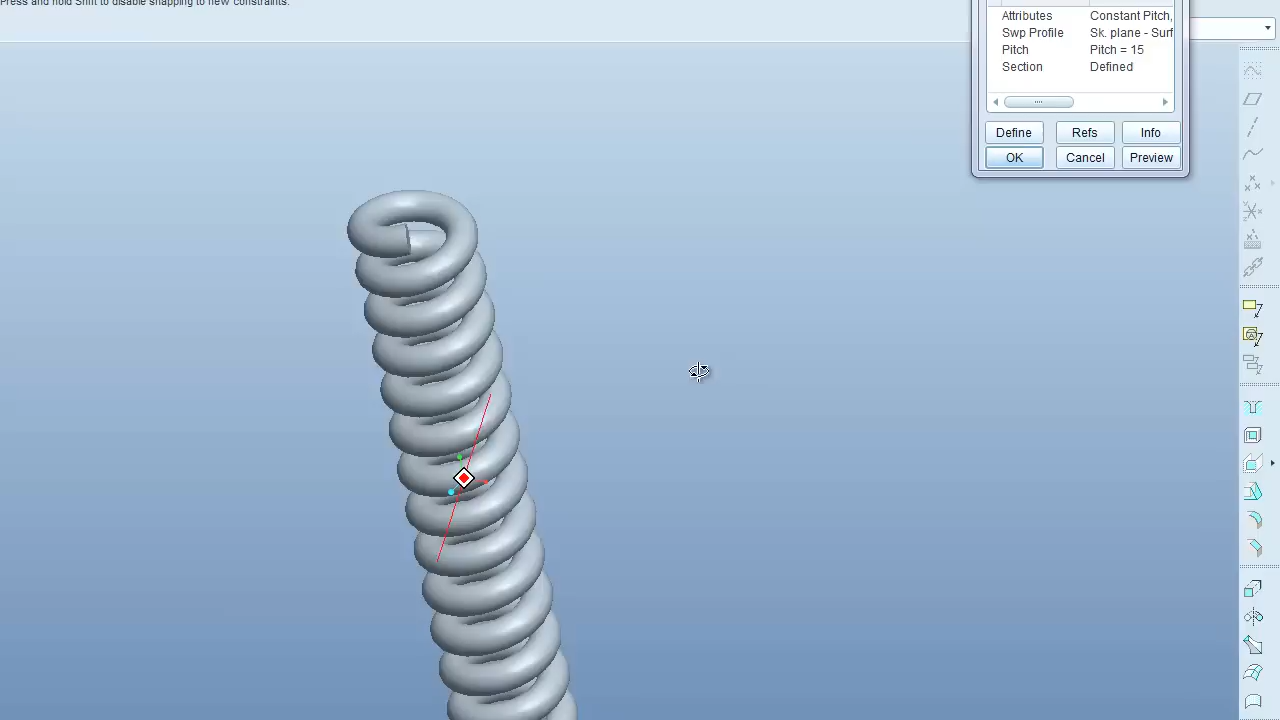 Press and hold Shift to disable snapping to new constraints.
Attributes Constant Pitch,
Swp Profile Sk. plane - Surf
Pitch Pitch = 15
Section Defined
Define Refs Info
OK Cancel Preview